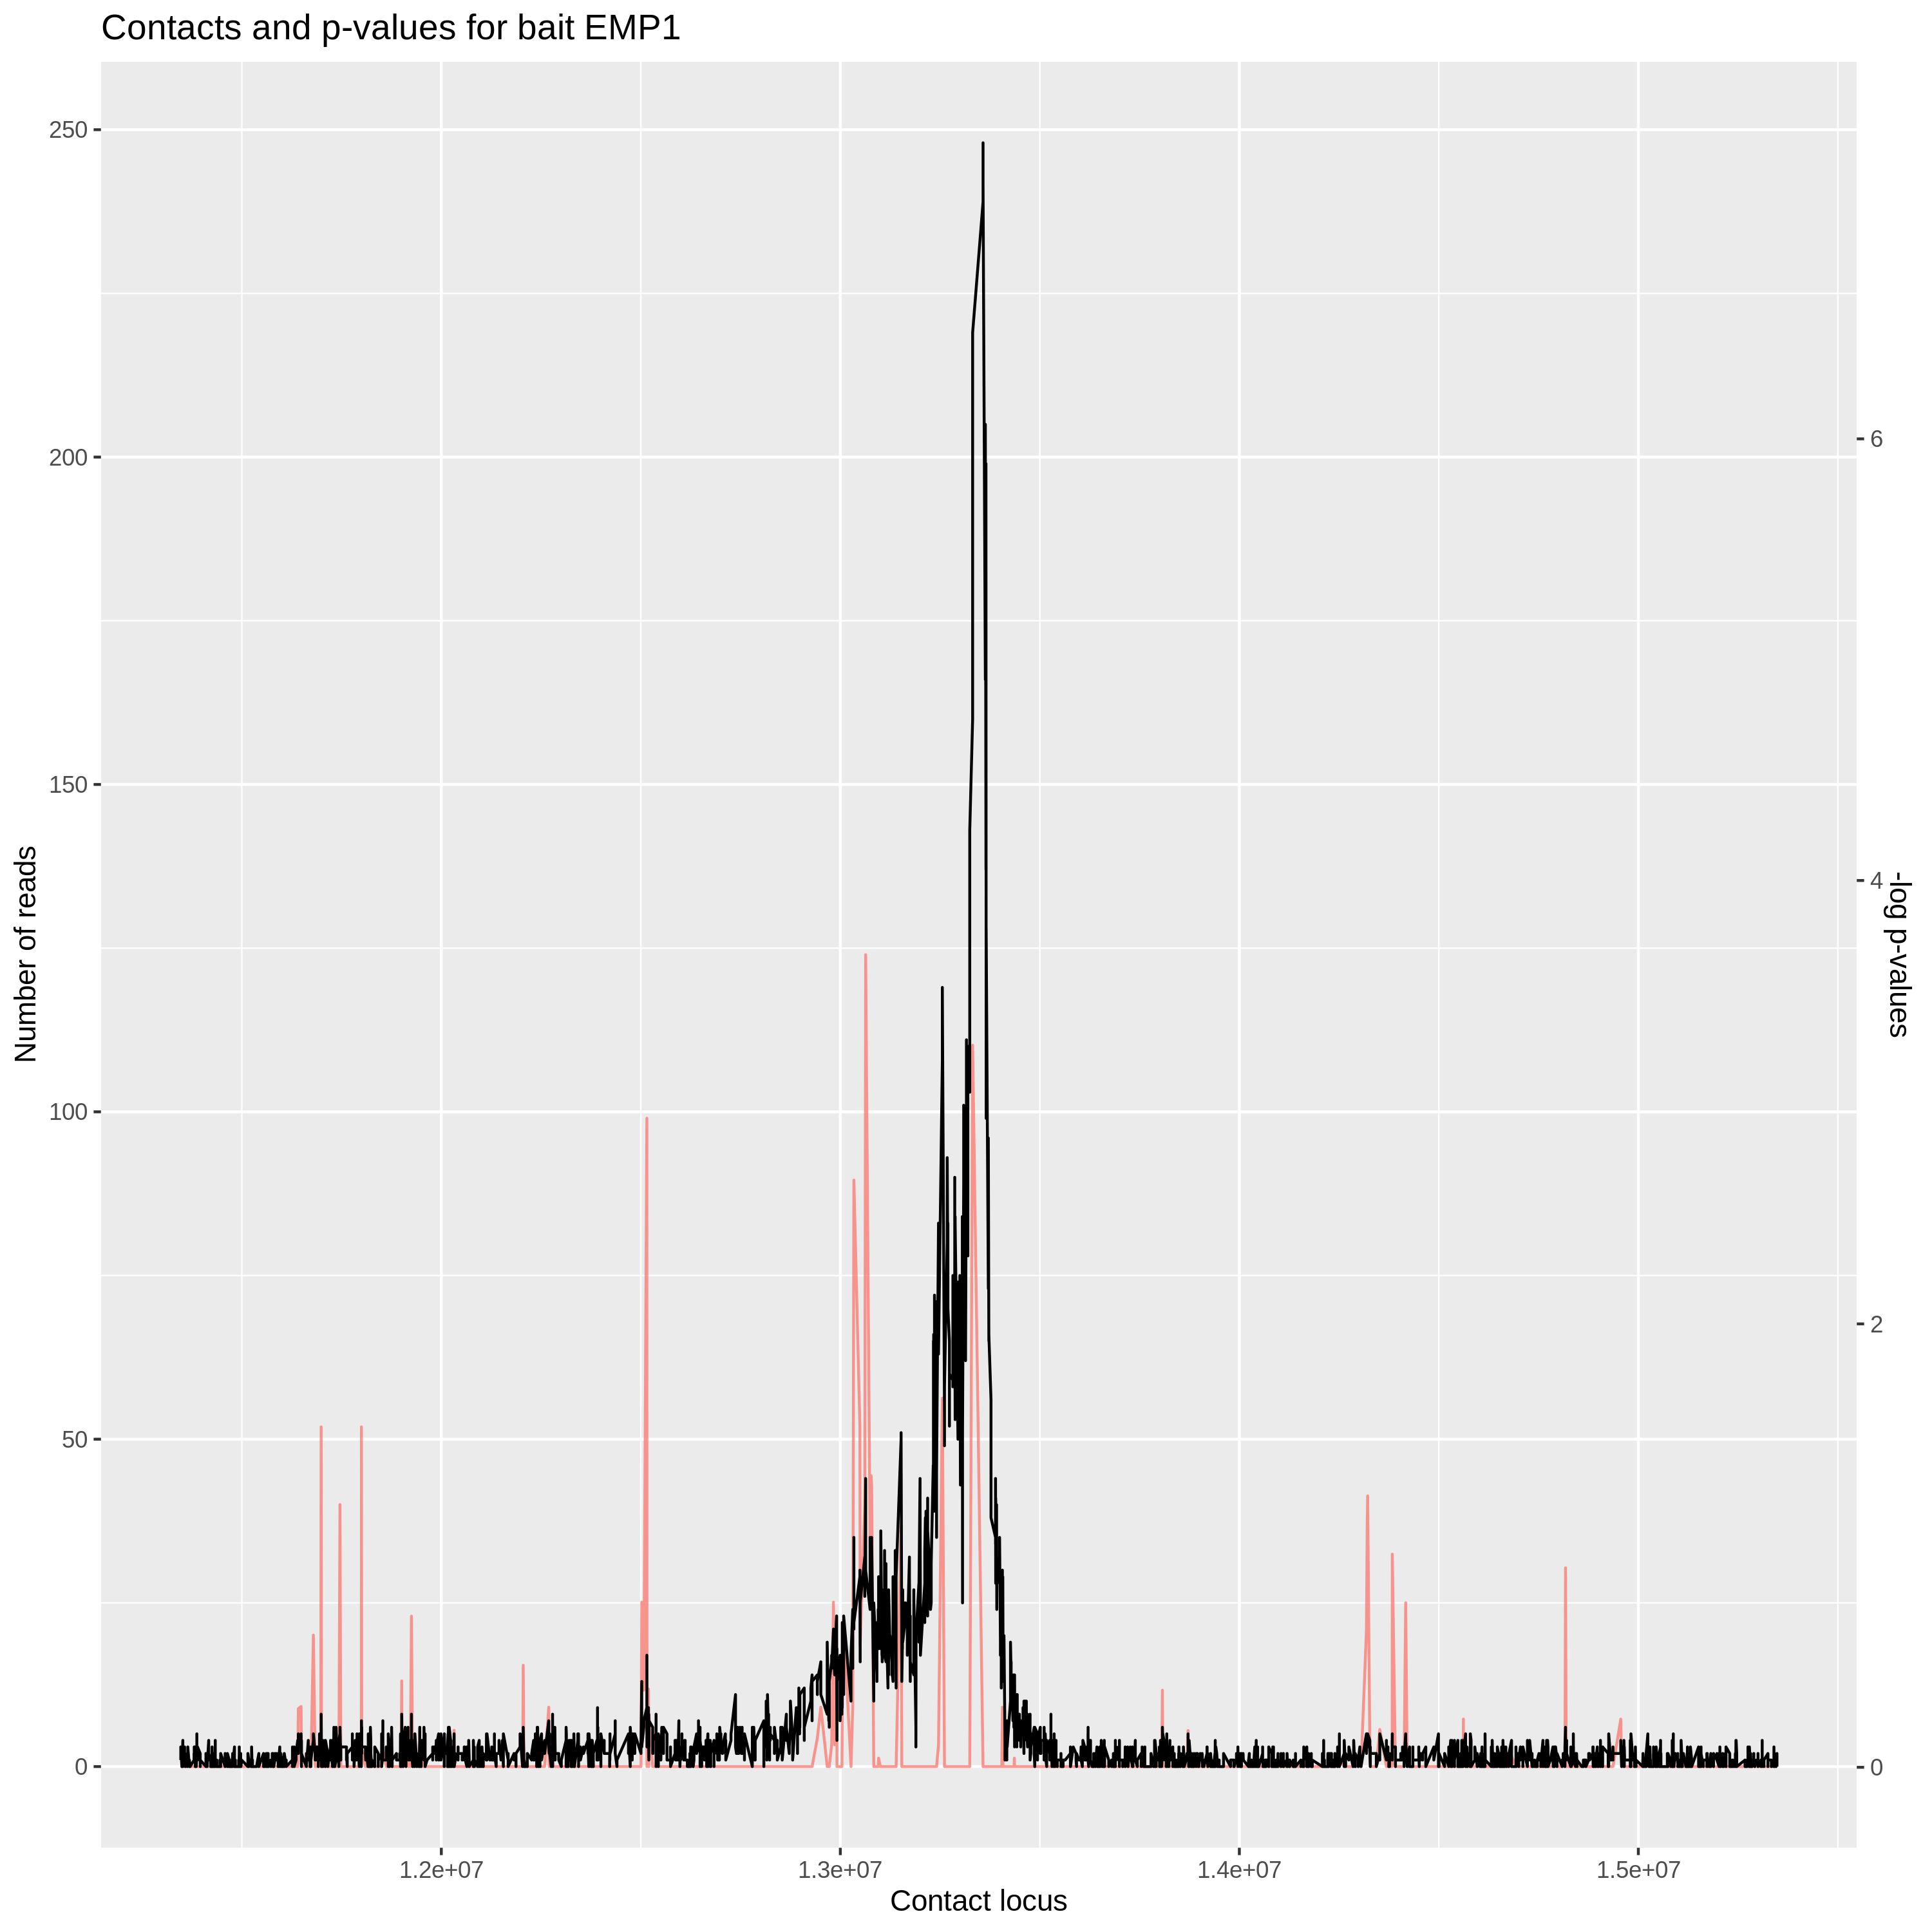 Contacts and p-values for bait EMP1
250
200
150
100
50
0
Number of reads
6
4
2
0
-log p-values
1.2e+07
1.3e+07
1.4e+07
1.5e+07
Contact locus